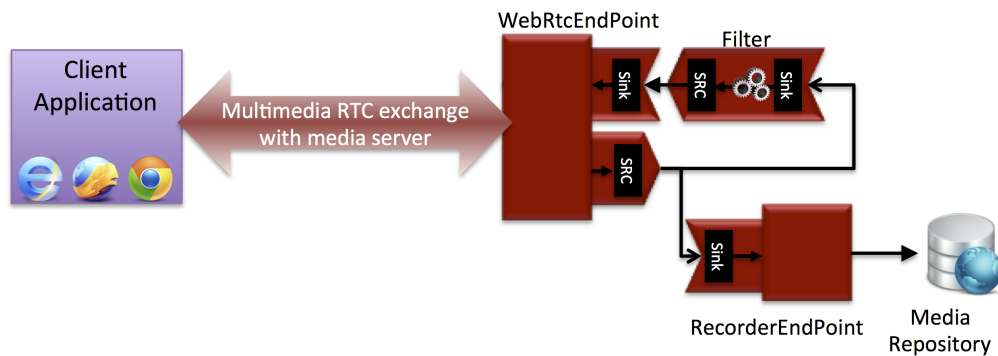 WebRtcEndPoint
Filter
Client
Application
Multimedia RTC exchange
with media server
Sink
SRC
Sink
SRC
Sink
RecorderEndPoint
Media
Repository